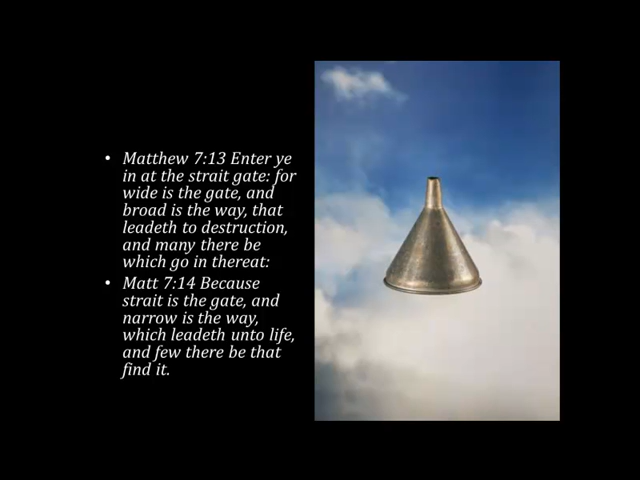 • Matthew 7:13 Enter ye
in at the strait gate: for
wide is the gate, and
broad is the way, that
leadeth to destruction,
and many there be
which go in thereat:
• Matt 7:14 Because
strait is the gate, and
narrow is the way,
which leadeth unto life,
and few there be that
find it.